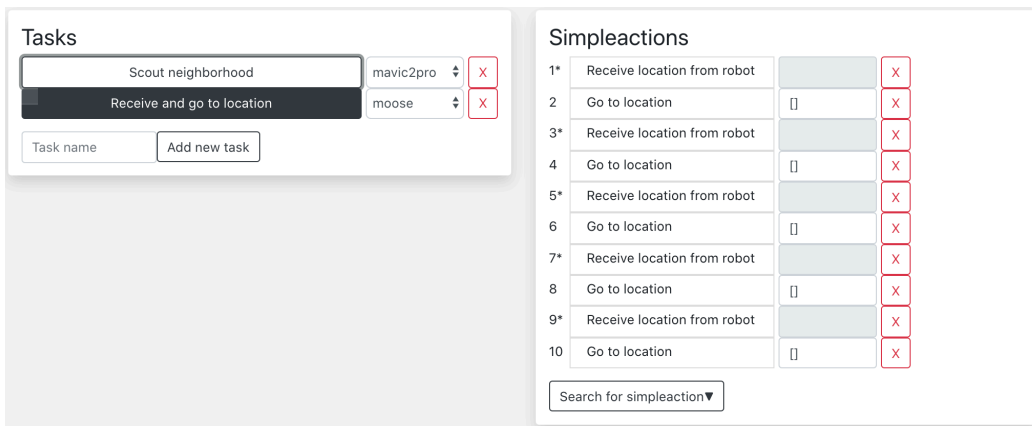 Tasks
Scout neighborhood mavic2pro X
Receive and go to location moose X
Task name Add new task
Simpleactions
1* Receive location from robot X
2 Go to location [] X
3* Receive location from robot X
4 Go to location [] X
5* Receive location from robot X
6 Go to location [] X
7* Receive location from robot X
8 Go to location [] X
9* Receive location from robot X
10 Go to location [] X
Search for simpleaction▼